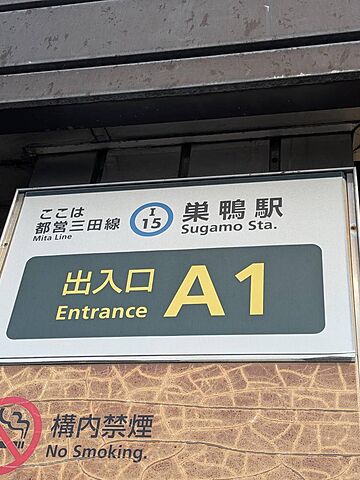 ここは
都営三田線
Mita Line
I
15
巣鴨駅
Sugamo Sta.
出入口
Entrance
A1
構内禁煙
No Smoking.